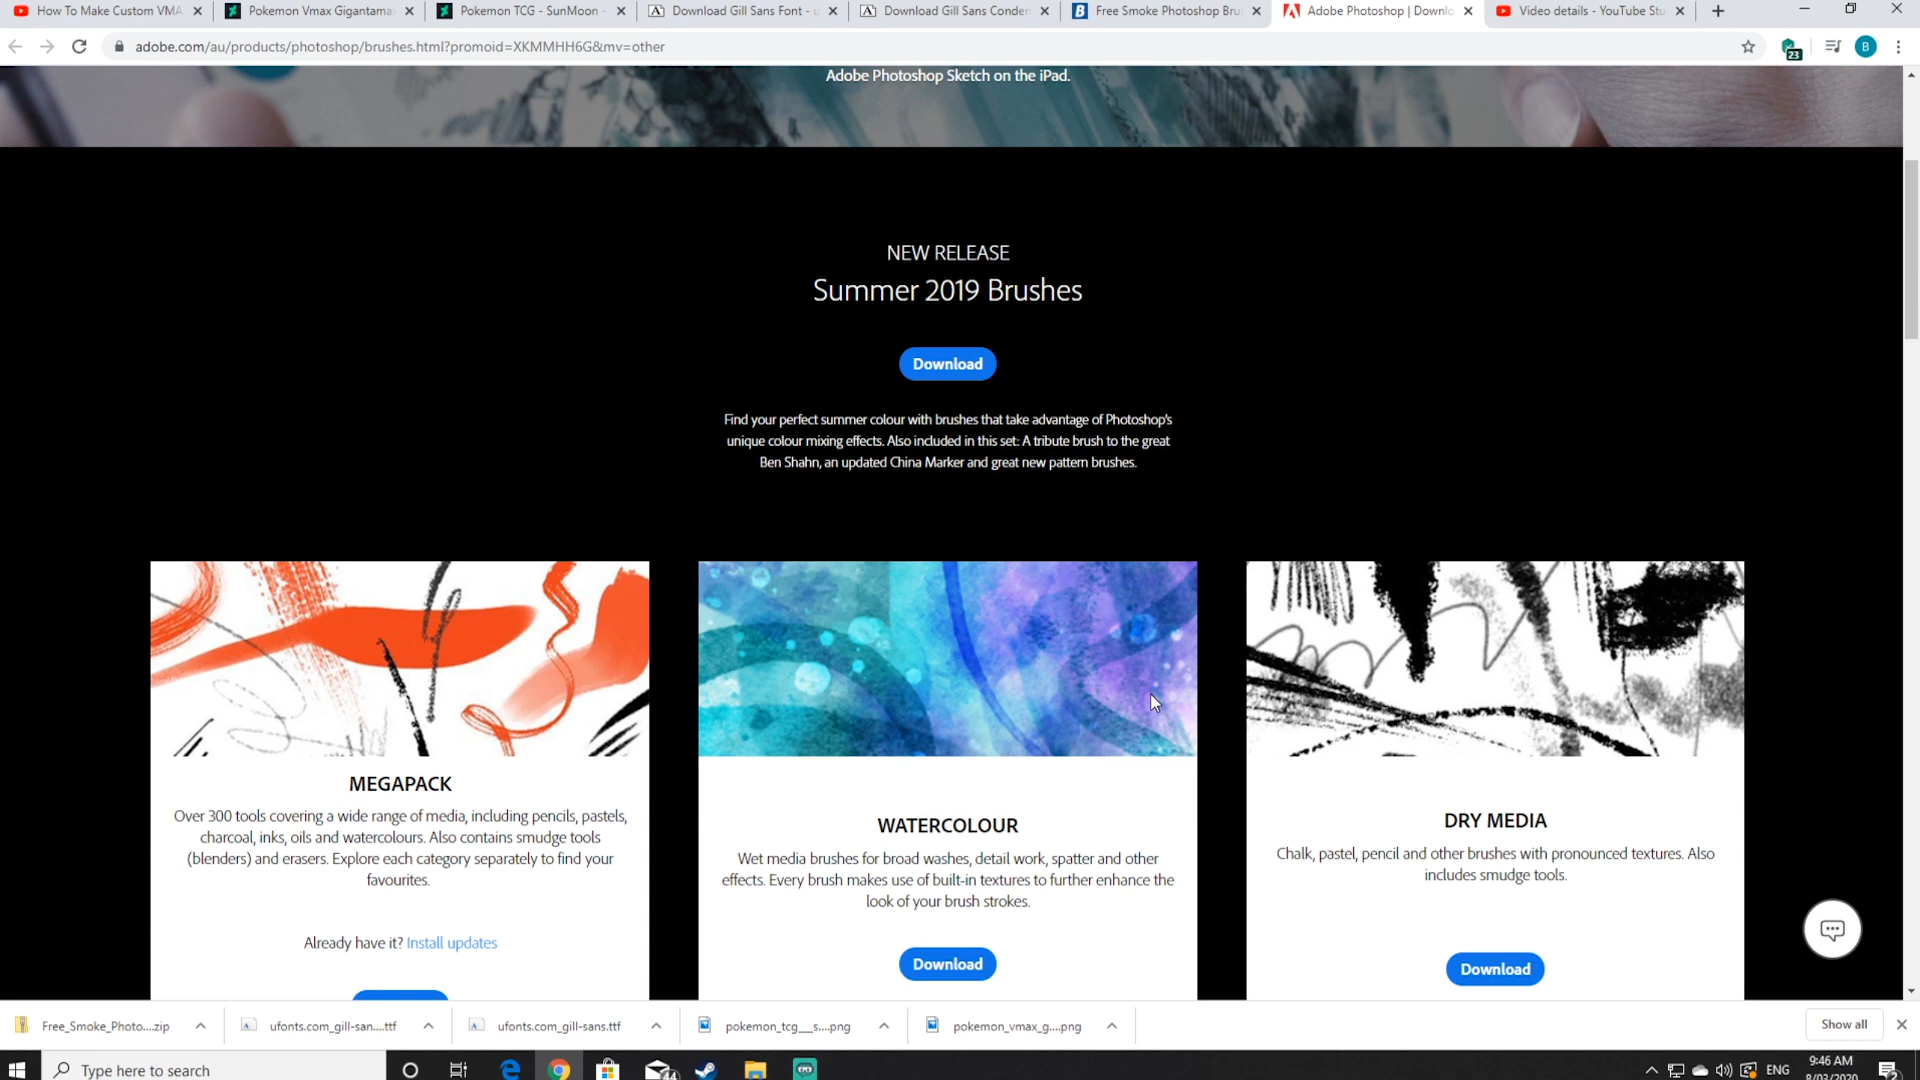 How To Make Custom VMA
Pokemon Vmax Gigantama
Pokemon TCG - SunMoon -
Download Gill Sans Font - u
Download Gill Sans Conden
Free Smoke Photoshop Bru
Adobe Photoshop | Downlo
Video details - YouTube Stu
adobe.com/au/products/photoshop/brushes.html?promoid=XKMMHH6G&mv=other
23
B
Adobe Photoshop Sketch on the iPad.
NEW RELEASE
Summer 2019 Brushes
Download
Find your perfect summer colour with brushes that take advantage of Photoshop's
unique colour mixing effects. Also included in this set: A tribute brush to the great
Ben Shahn, an updated China Marker and great new pattern brushes.
MEGAPACK
Over 300 tools covering a wide range of media, including pencils, pastels,
charcoal, inks, oils and watercolours. Also contains smudge tools
(blenders) and erasers. Explore each category separately to find your
favourites.
Already have it? Install updates
WATERCOLOUR
Wet media brushes for broad washes, detail work, spatter and other
effects. Every brush makes use of built-in textures to further enhance the
look of your brush strokes.
Download
DRY MEDIA
Chalk, pastel, pencil and other brushes with pronounced textures. Also
includes smudge tools.
Download
Free_Smoke_Photo....zip
ufonts.com_gill-san....ttf
ufonts.com_gill-sans.ttf
pokemon_tcg___s....png
pokemon_vmax_g....png
Show all
Type here to search
44
ENG
9:46 AM
8/03/2020
2